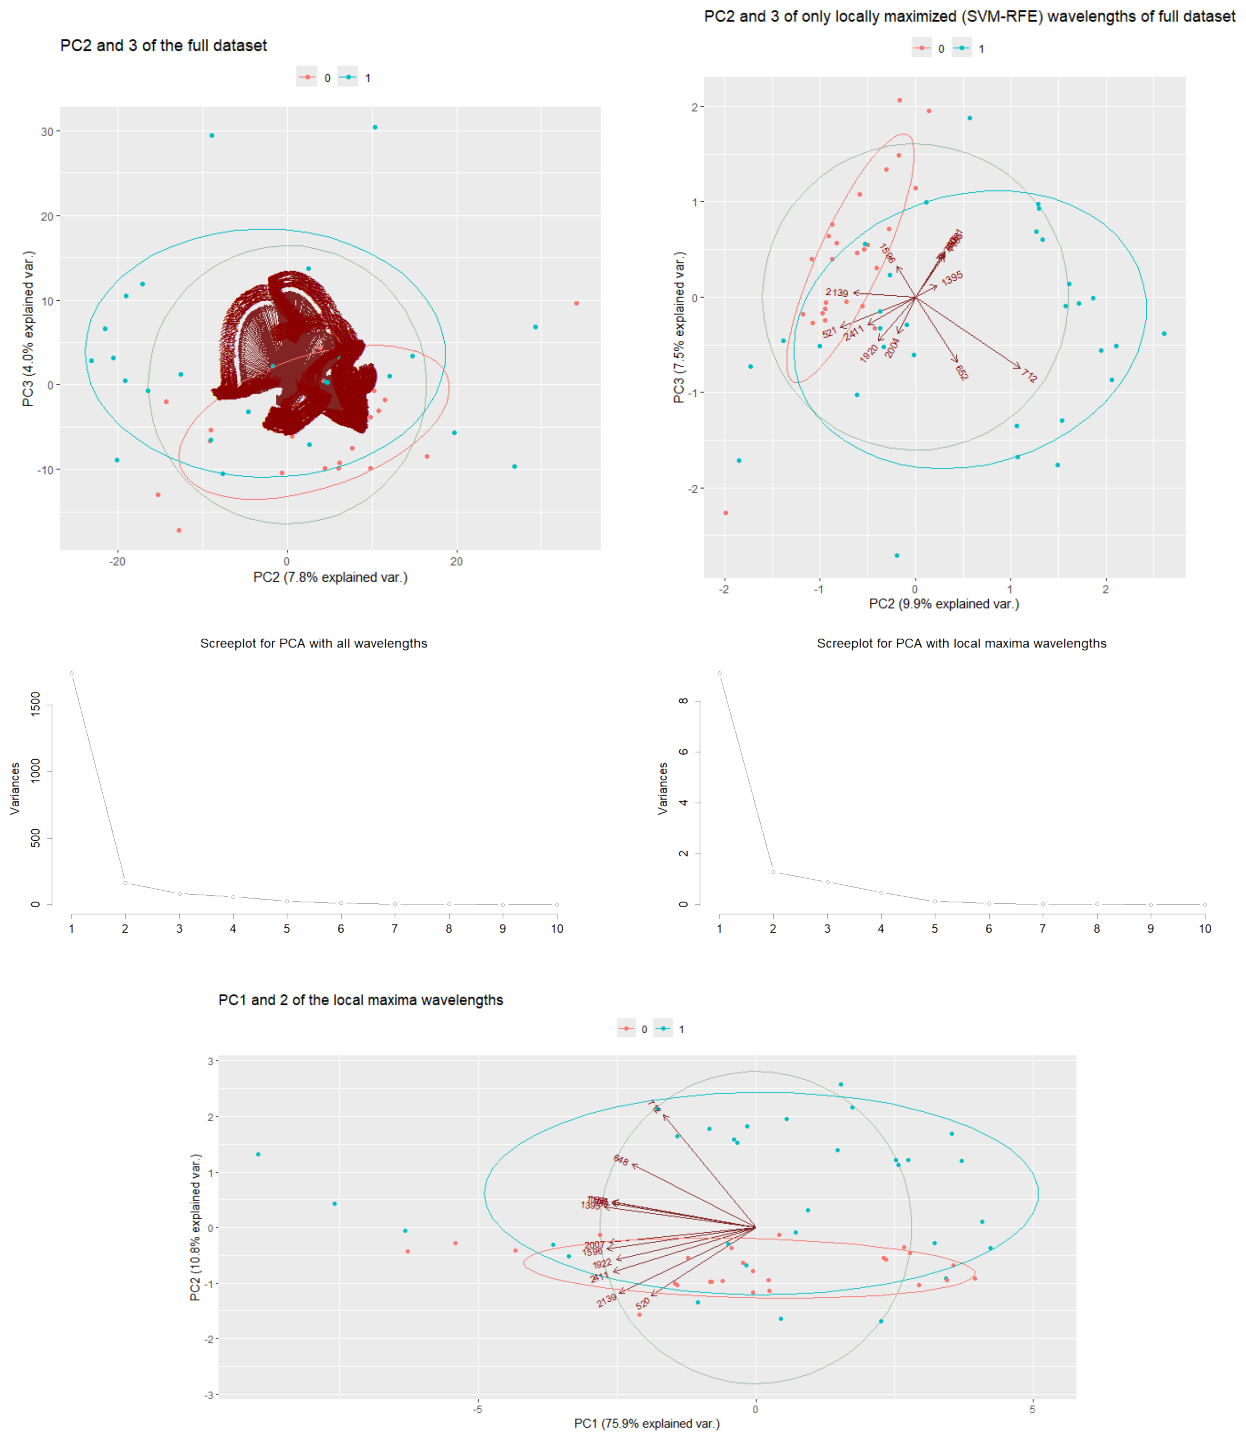 PC2 and 3 of only locally maximized (SVM-RFE) wavelengths of full dataset
PC2 and 3 of the full dataset
0 1
0 1
30
20
10
0
-10
PC3 (4.0% explained var.)
-20 0 20
PC2 (7.8% explained var.)
2
1
0
-1
-2
PC3 (7.5% explained var.)
1596
1395
2139
521
2411
1920
2004
652
712
-2 -1 0 1 2
PC2 (9.9% explained var.)
Screeplot for PCA with all wavelengths
Variances
0 500 1000 1500
1 2 3 4 5 6 7 8 9 10
Screeplot for PCA with local maxima wavelengths
Variances
0 2 4 6 8
1 2 3 4 5 6 7 8 9 10
PC1 and 2 of the local maxima wavelengths
0 1
3
2
1
0
-1
-2
-3
PC2 (10.8% explained var.)
648
1395
2007
1596
1922
2411
2139
520
-5 0 5
PC1 (75.9% explained var.)